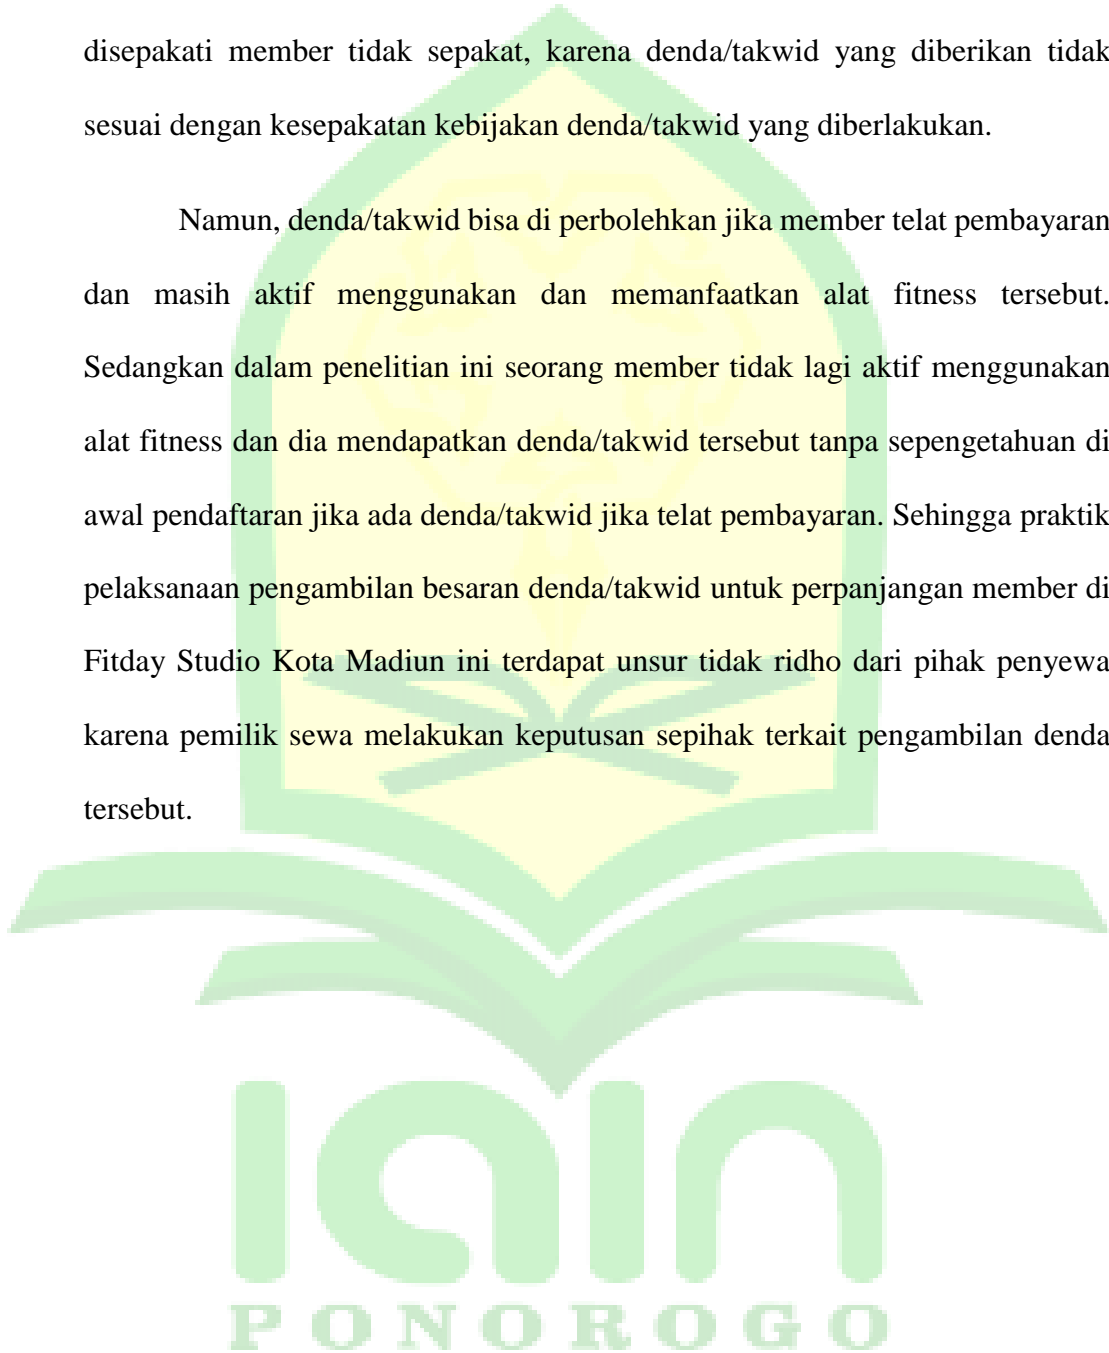 disepakati member tidak sepakat, karena denda/takwid yang diberikan tidak
sesuai dengan kesepakatan kebijakan denda/takwid yang diberlakukan.
Namun, denda/takwid bisa di perbolehkan jika member telat pembayaran
dan masih aktif menggunakan dan memanfaatkan alat fitness tersebut.
Sedangkan dalam penelitian ini seorang member tidak lagi aktif menggunakan
alat fitness dan dia mendapatkan denda/takwid tersebut tanpa sepengetahuan di
awal pendaftaran jika ada denda/takwid jika telat pembayaran. Sehingga praktik
pelaksanaan pengambilan besaran denda/takwid untuk perpanjangan member di
Fitday Studio Kota Madiun ini terdapat unsur tidak ridho dari pihak penyewa
karena pemilik sewa melakukan keputusan sepihak terkait pengambilan denda
tersebut.
iain
PONOROGO